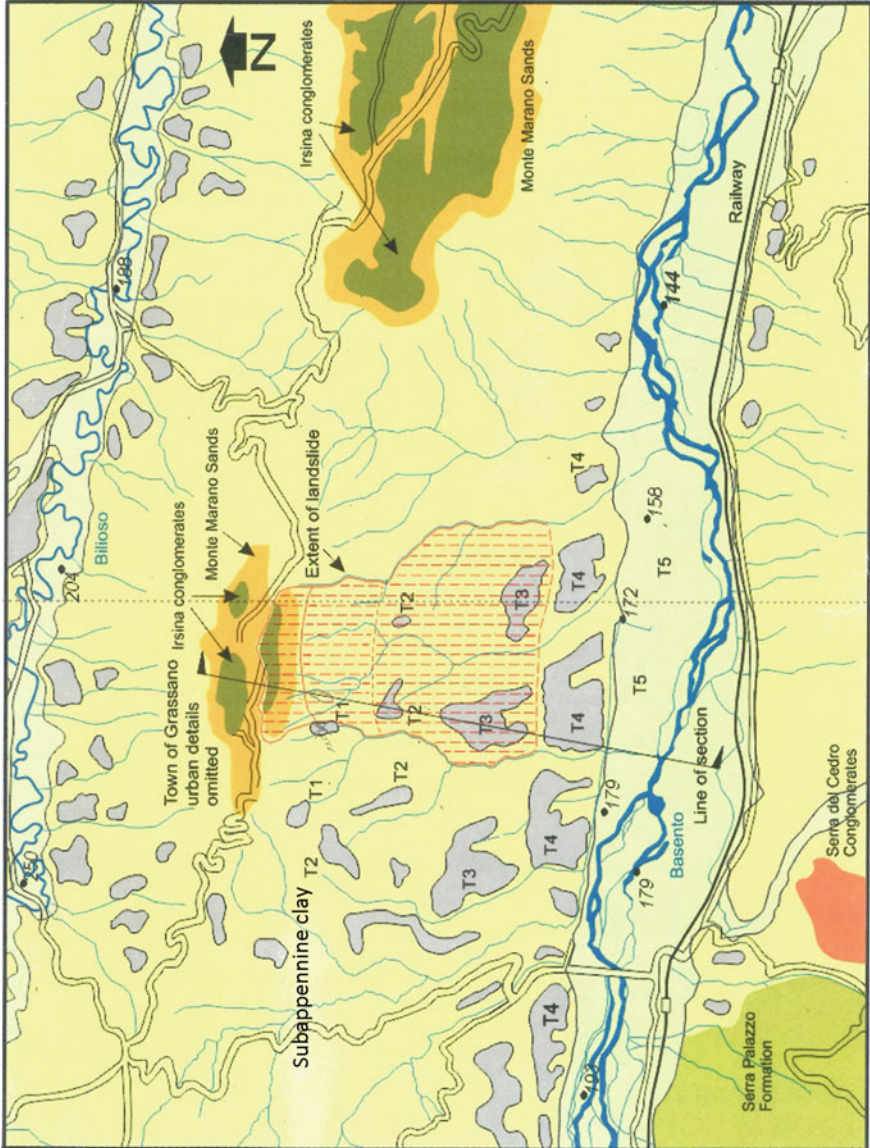 250
204
Bilioso
188
N
Town of Grassano
urban details
omitted
Irsina conglomerates
Monte Marano Sands
Extent of landslide
Irsina conglomerates
Monte Marano Sands
Subappennine clay
T1
T1
T2
T2
T2
T2
T3
T3
T3
T4
T4
T4
T4
T4
179
179
172
T5
T5
158
144
193
Basento
Line of section
Railway
Serra Palazzo
Formation
Serra del Cedro
Conglomerates